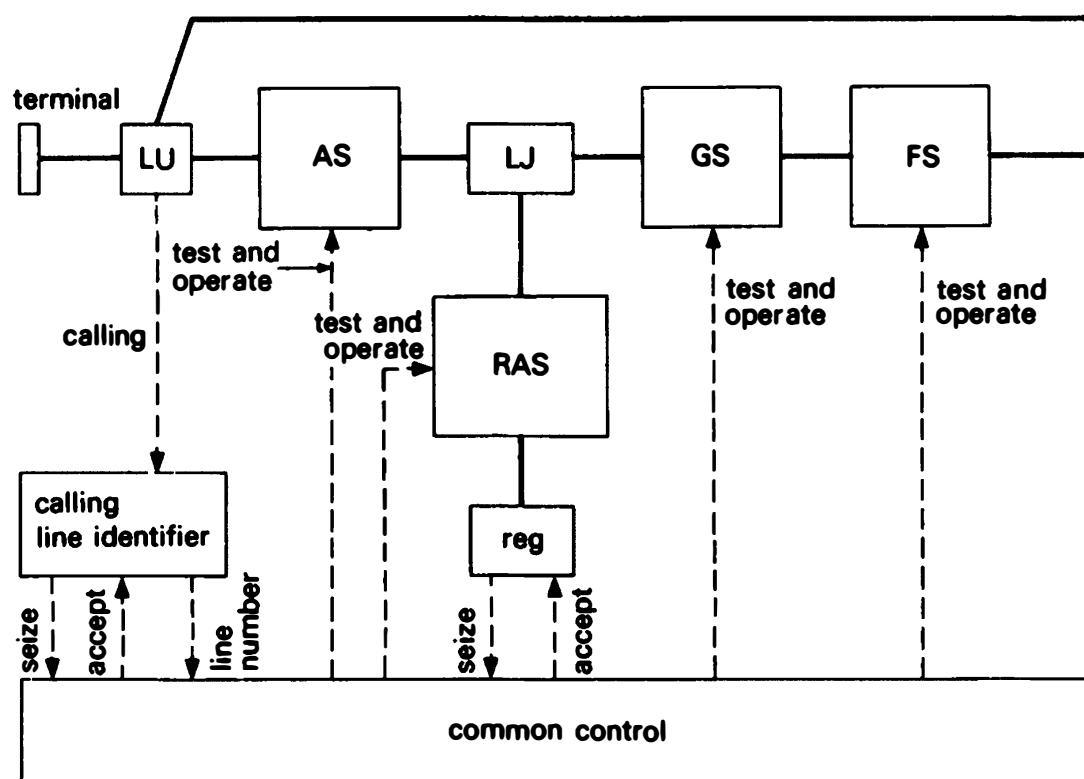 terminal
LU
AS
LJ
GS
FS
test and
operate
calling
test and
operate
test and
operate
test and
operate
RAS
calling
line identifier
reg
seize
accept
line
number
seize
accept
common control